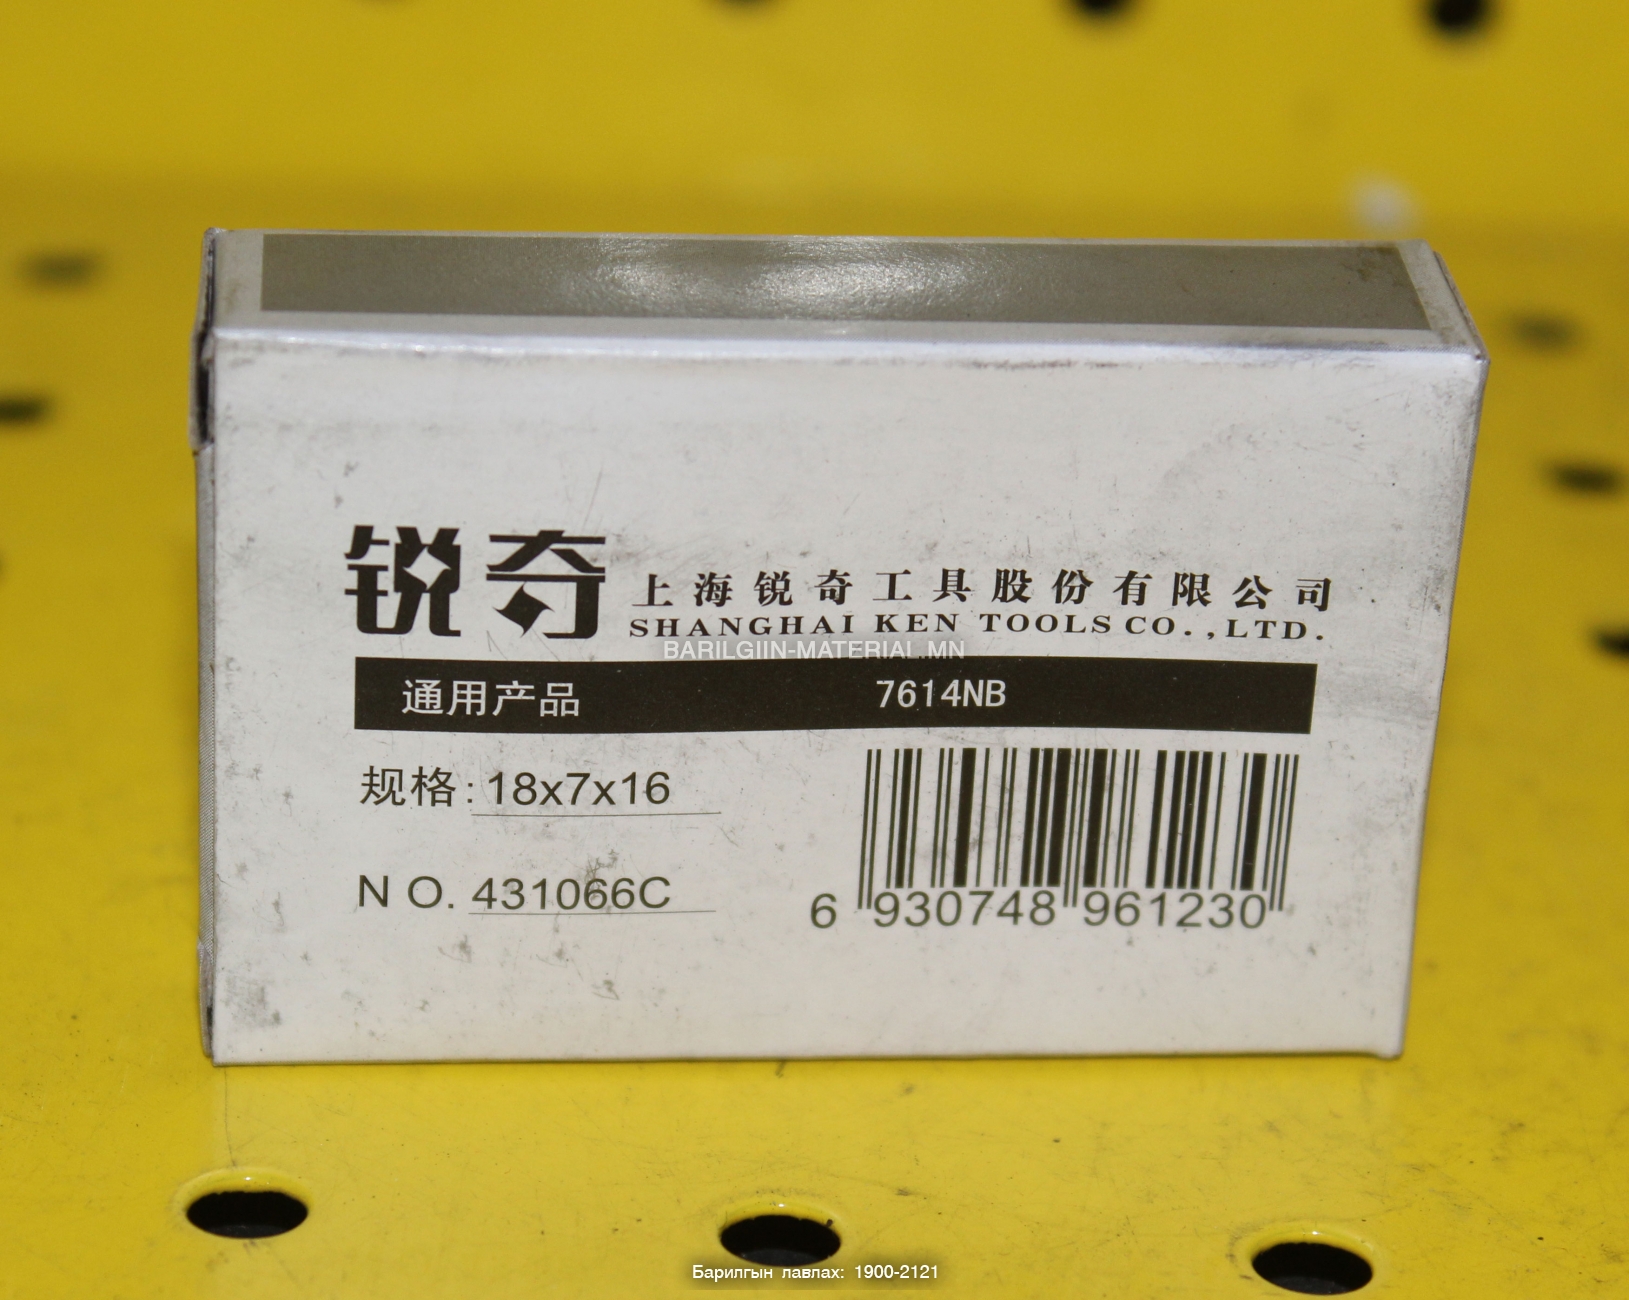 锐奇 上海锐奇工具股份有限公司
SHANGHAI KEN TOOLS CO.,LTD.
BARILGIIN-MATERIAL.MN
通用产品 7614NB
规格: 18x7x16
NO. 431066C
6 930748 961230
Барилгын лавлах: 1900-2121